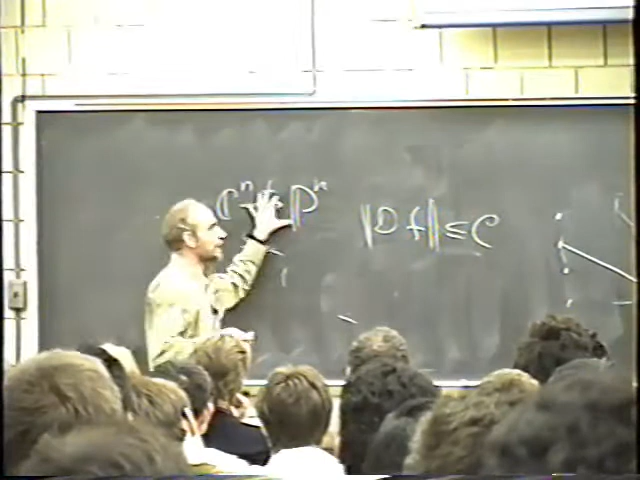 ℂⁿ →f ℙⁿ
‖Df‖ ≤ C